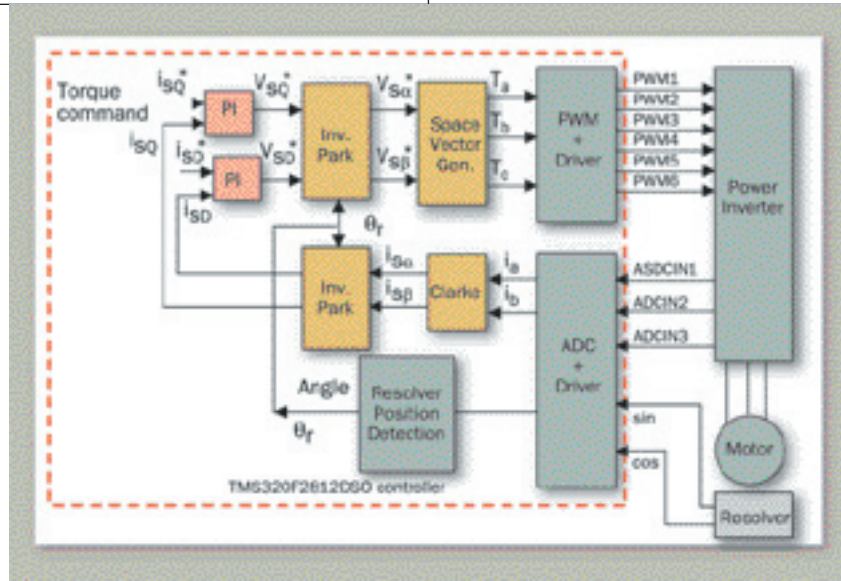 Torque
command
iSQ*
PI
VSQ*
iSQ
iSD*
PI
VSD*
iSD
Inv.
Park
VSα*
VSβ*
Space
Vector
Gen.
Ta
Tb
Tc
PWM
+
Driver
PWM1
PWM2
PWM3
PWM4
PWM5
PWM6
Power
Inverter
θr
Inv.
Park
iSα
iSβ
Clarke
ia
ib
ADC
+
Driver
ASDCIN1
ADCIN2
ADCIN3
Angle
θr
Resolver
Position
Detection
sin
cos
Motor
Resolver
TMS320F2812DSO controller